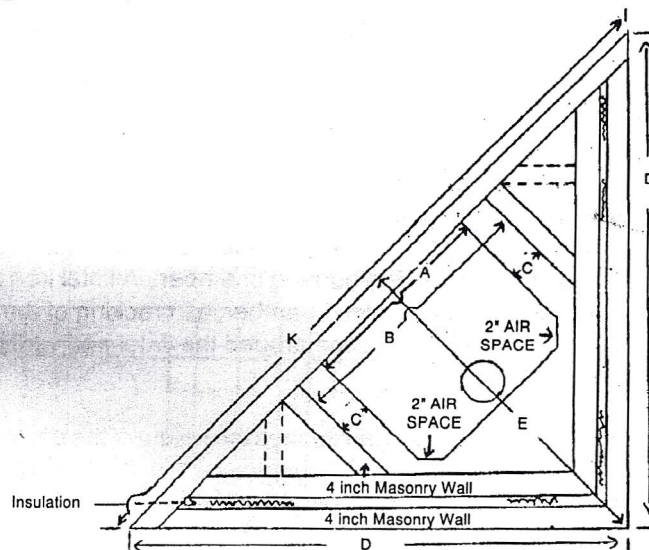 A
C
K
B
2" AIR
SPACE
C
2" AIR
SPACE
E
4 inch Masonry Wall
Insulation
4 inch Masonry Wall
D